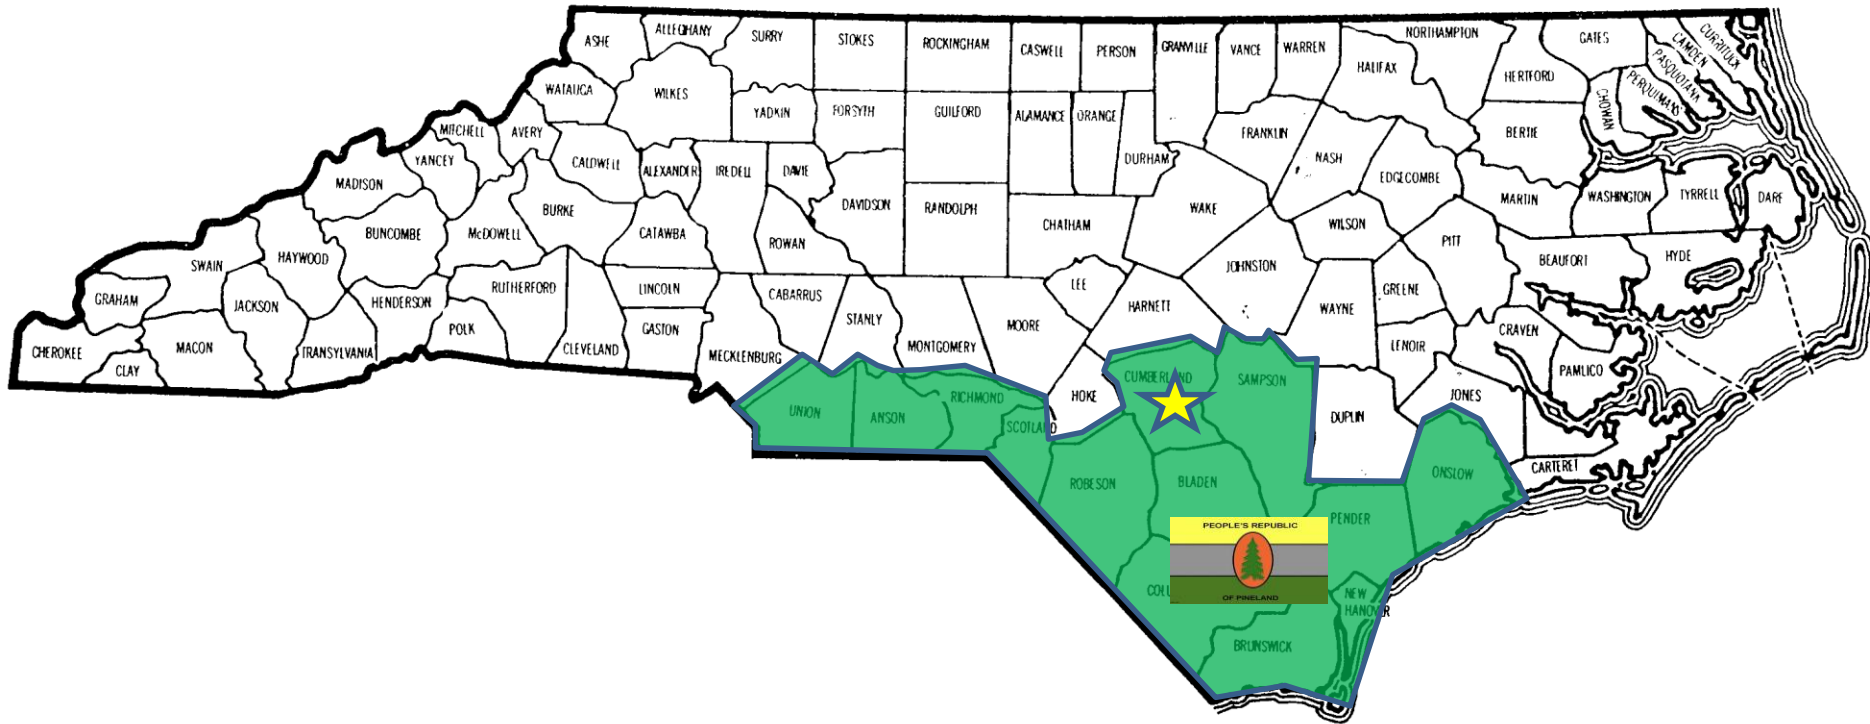 ASHE
ALLEGHANY
SURRY
STOKES
ROCKINGHAM
CASWELL
PERSON
GRANVILLE
VANCE
WARREN
NORTHAMPTON
GATES
CURRITUCK
CAMDEN
PASQUOTANK
PERQUIMANS
CHOWAN
HALIFAX
HERTFORD
WATAUGA
WILKES
YADKIN
FORSYTH
GUILFORD
ALAMANCE
ORANGE
DURHAM
FRANKLIN
NASH
EDGECOMBE
BERTIE
MITCHELL
AVERY
YANCEY
CALDWELL
ALEXANDER
IREDELL
DAVIE
MADISON
BURKE
DAVIDSON
RANDOLPH
CHATHAM
WAKE
WILSON
PITT
MARTIN
WASHINGTON
TYRRELL
DARE
BUNCOMBE
McDOWELL
CATAWBA
ROWAN
SWAIN
HAYWOOD
JOHNSTON
BEAUFORT
HYDE
GRAHAM
JACKSON
HENDERSON
RUTHERFORD
LINCOLN
CABARRUS
LEE
HARNETT
WAYNE
GREENE
CHEROKEE
CLAY
MACON
TRANSYLVANIA
POLK
CLEVELAND
GASTON
MECKLENBURG
STANLY
MONTGOMERY
MOORE
LENOIR
CRAVEN
PAMLICO
UNION
ANSON
RICHMOND
SCOTLAND
HOKE
CUMBERLAND
SAMPSON
DUPLIN
JONES
CARTERET
ONSLOW
ROBESON
BLADEN
PENDER
PEOPLE'S REPUBLIC
OF PINELAND
NEW
HANOVER
BRUNSWICK